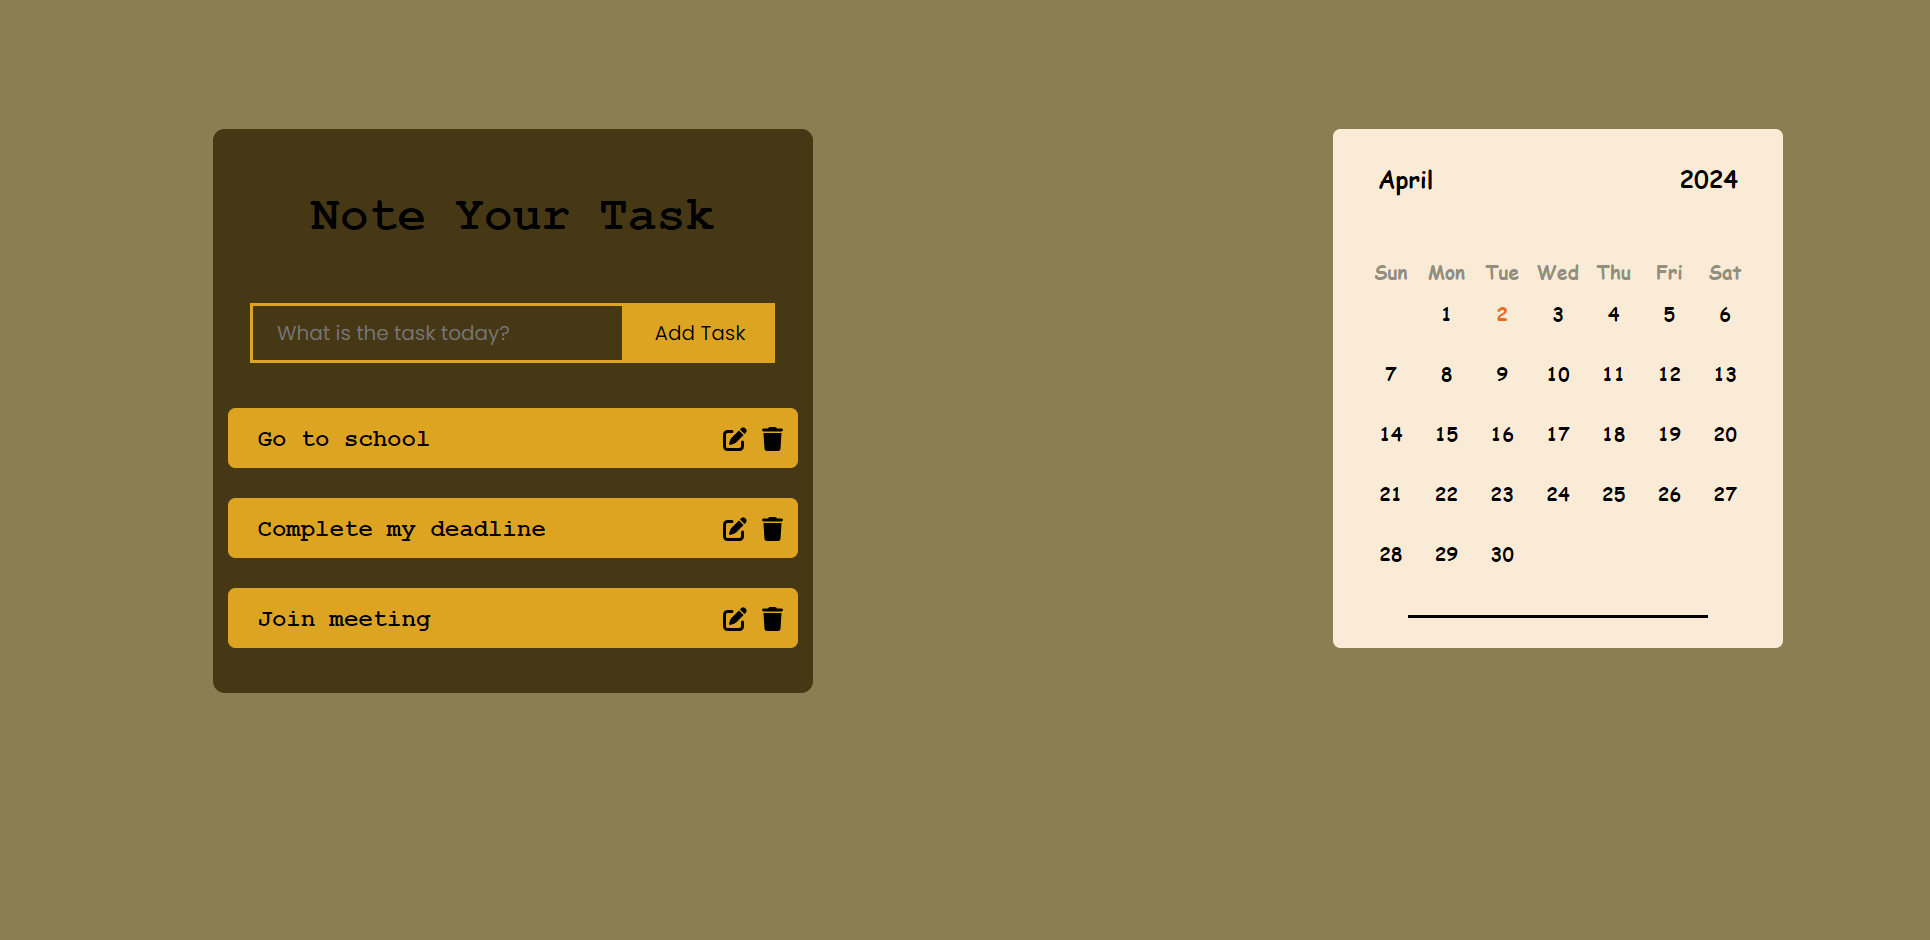 Note Your Task
What is the task today? Add Task
Go to school
Complete my deadline
Join meeting
April 2024
Sun Mon Tue Wed Thu Fri Sat
1 2 3 4 5 6
7 8 9 10 11 12 13
14 15 16 17 18 19 20
21 22 23 24 25 26 27
28 29 30